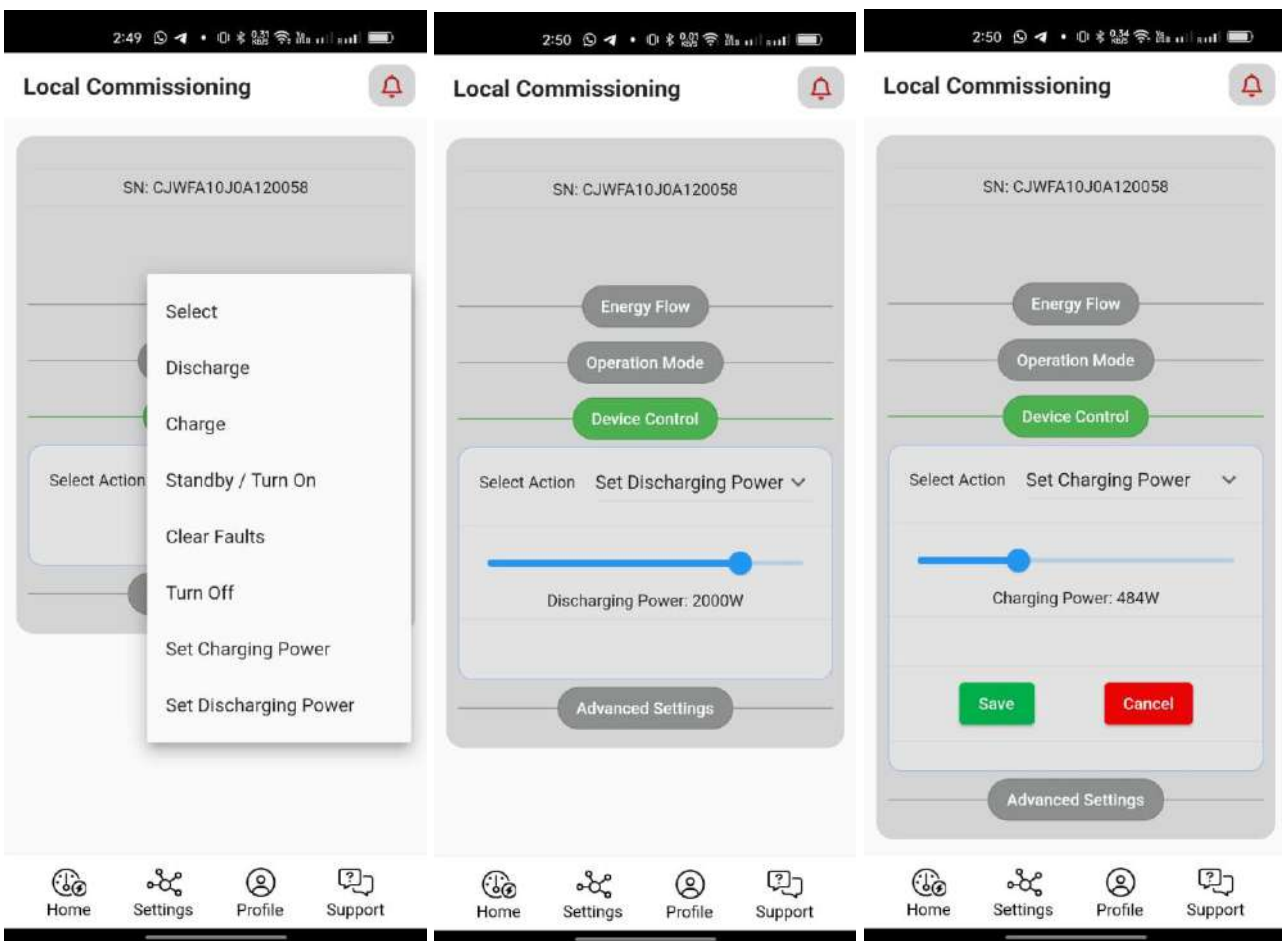 2:49
Local Commissioning
SN: CJWFA10J0A120058
Select
Discharge
Charge
Select Action
Standby / Turn On
Clear Faults
Turn Off
Set Charging Power
Set Discharging Power
Home Settings Profile Support
2:50
Local Commissioning
SN: CJWFA10J0A120058
Energy Flow
Operation Mode
Device Control
Select Action Set Discharging Power
Discharging Power: 2000W
Advanced Settings
Home Settings Profile Support
2:50
Local Commissioning
SN: CJWFA10J0A120058
Energy Flow
Operation Mode
Device Control
Select Action Set Charging Power
Charging Power: 484W
Save Cancel
Advanced Settings
Home Settings Profile Support